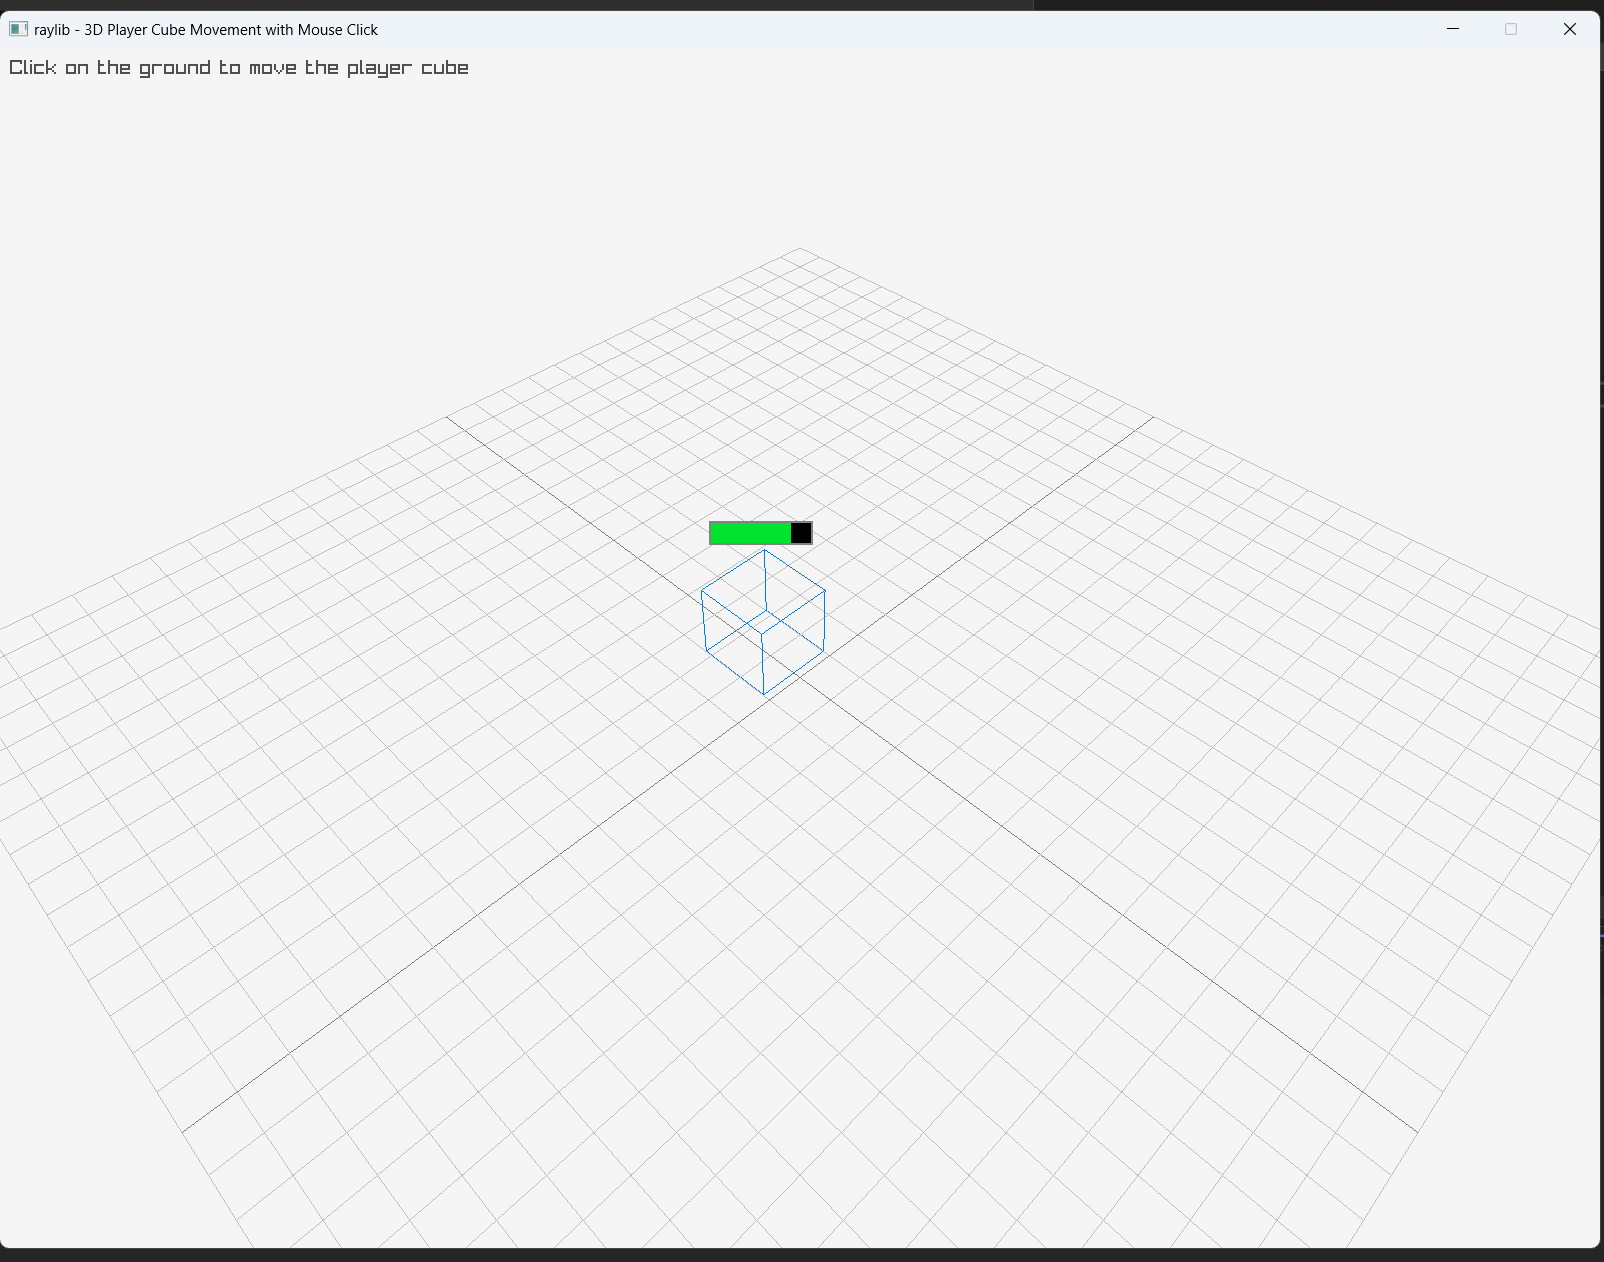 raylib - 3D Player Cube Movement with Mouse Click
Click on the ground to move the player cube